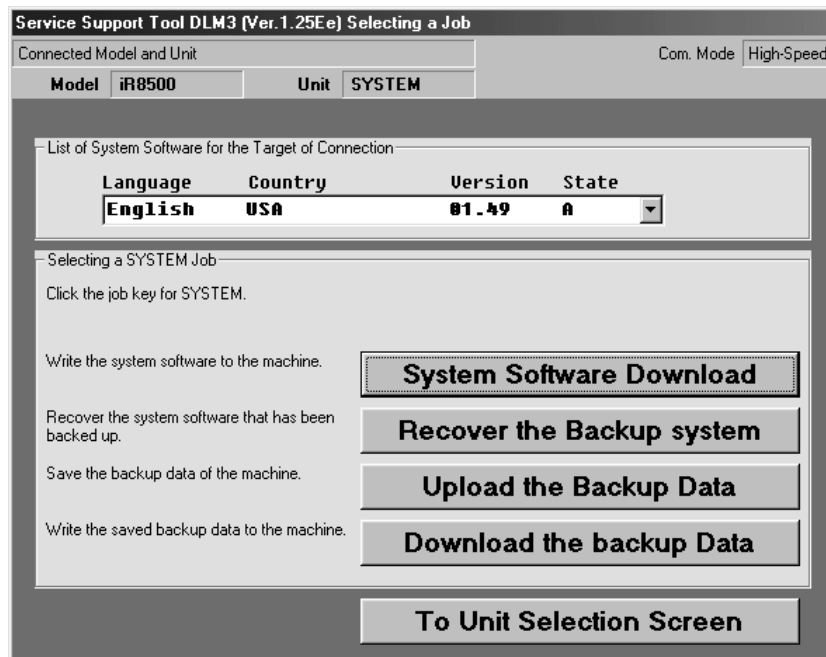 Service Support Tool DLM3 (Ver.1.25Ee) Selecting a Job
Connected Model and Unit Com. Mode High-Speed
Model iR8500 Unit SYSTEM
List of System Software for the Target of Connection
Language Country Version State
English USA 01.49 A
Selecting a SYSTEM Job
Click the job key for SYSTEM.
Write the system software to the machine. System Software Download
Recover the system software that has been
backed up. Recover the Backup system
Save the backup data of the machine. Upload the Backup Data
Write the saved backup data to the machine. Download the backup Data
To Unit Selection Screen